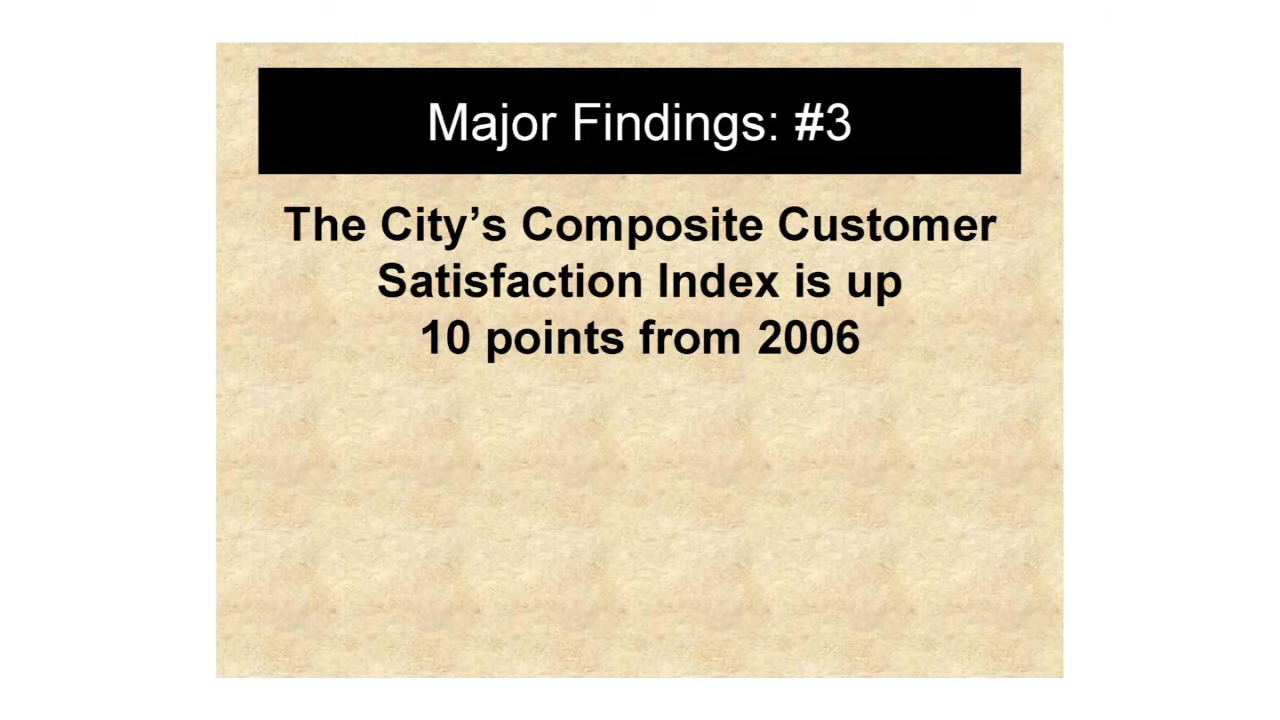 Major Findings: #3
The City’s Composite Customer
Satisfaction Index is up
10 points from 2006